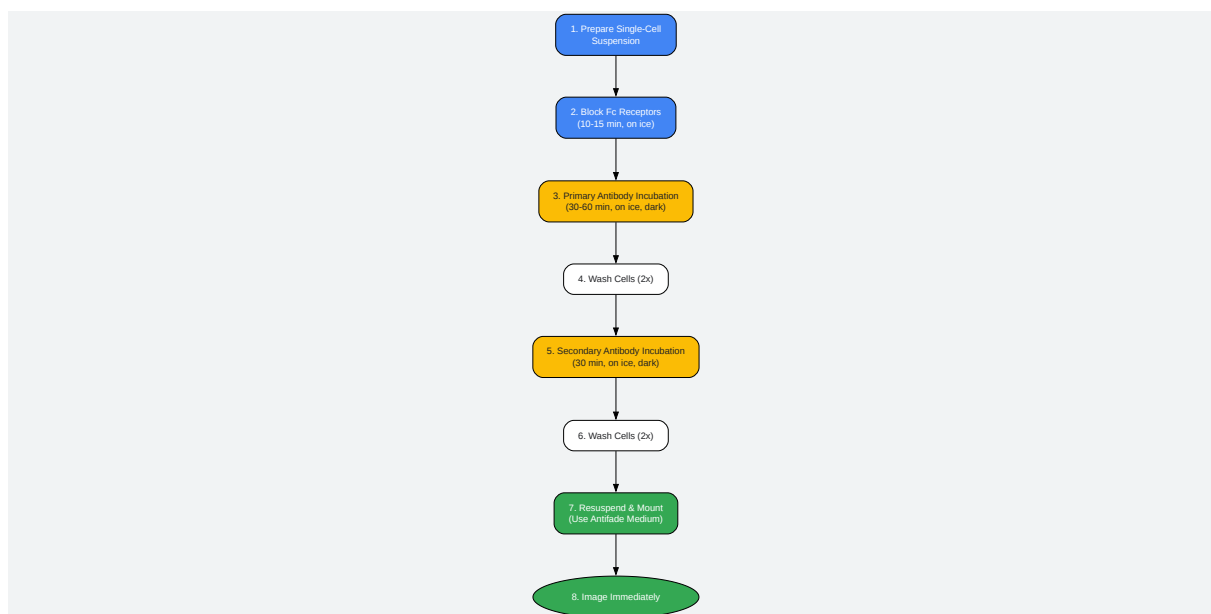 1. Prepare Single-Cell
Suspension
2. Block Fc Receptors
(10-15 min, on ice)
3. Primary Antibody Incubation
(30-60 min, on ice, dark)
4. Wash Cells (2x)
5. Secondary Antibody Incubation
(30 min, on ice, dark)
6. Wash Cells (2x)
7. Resuspend & Mount
(Use Antifade Medium)
8. Image Immediately